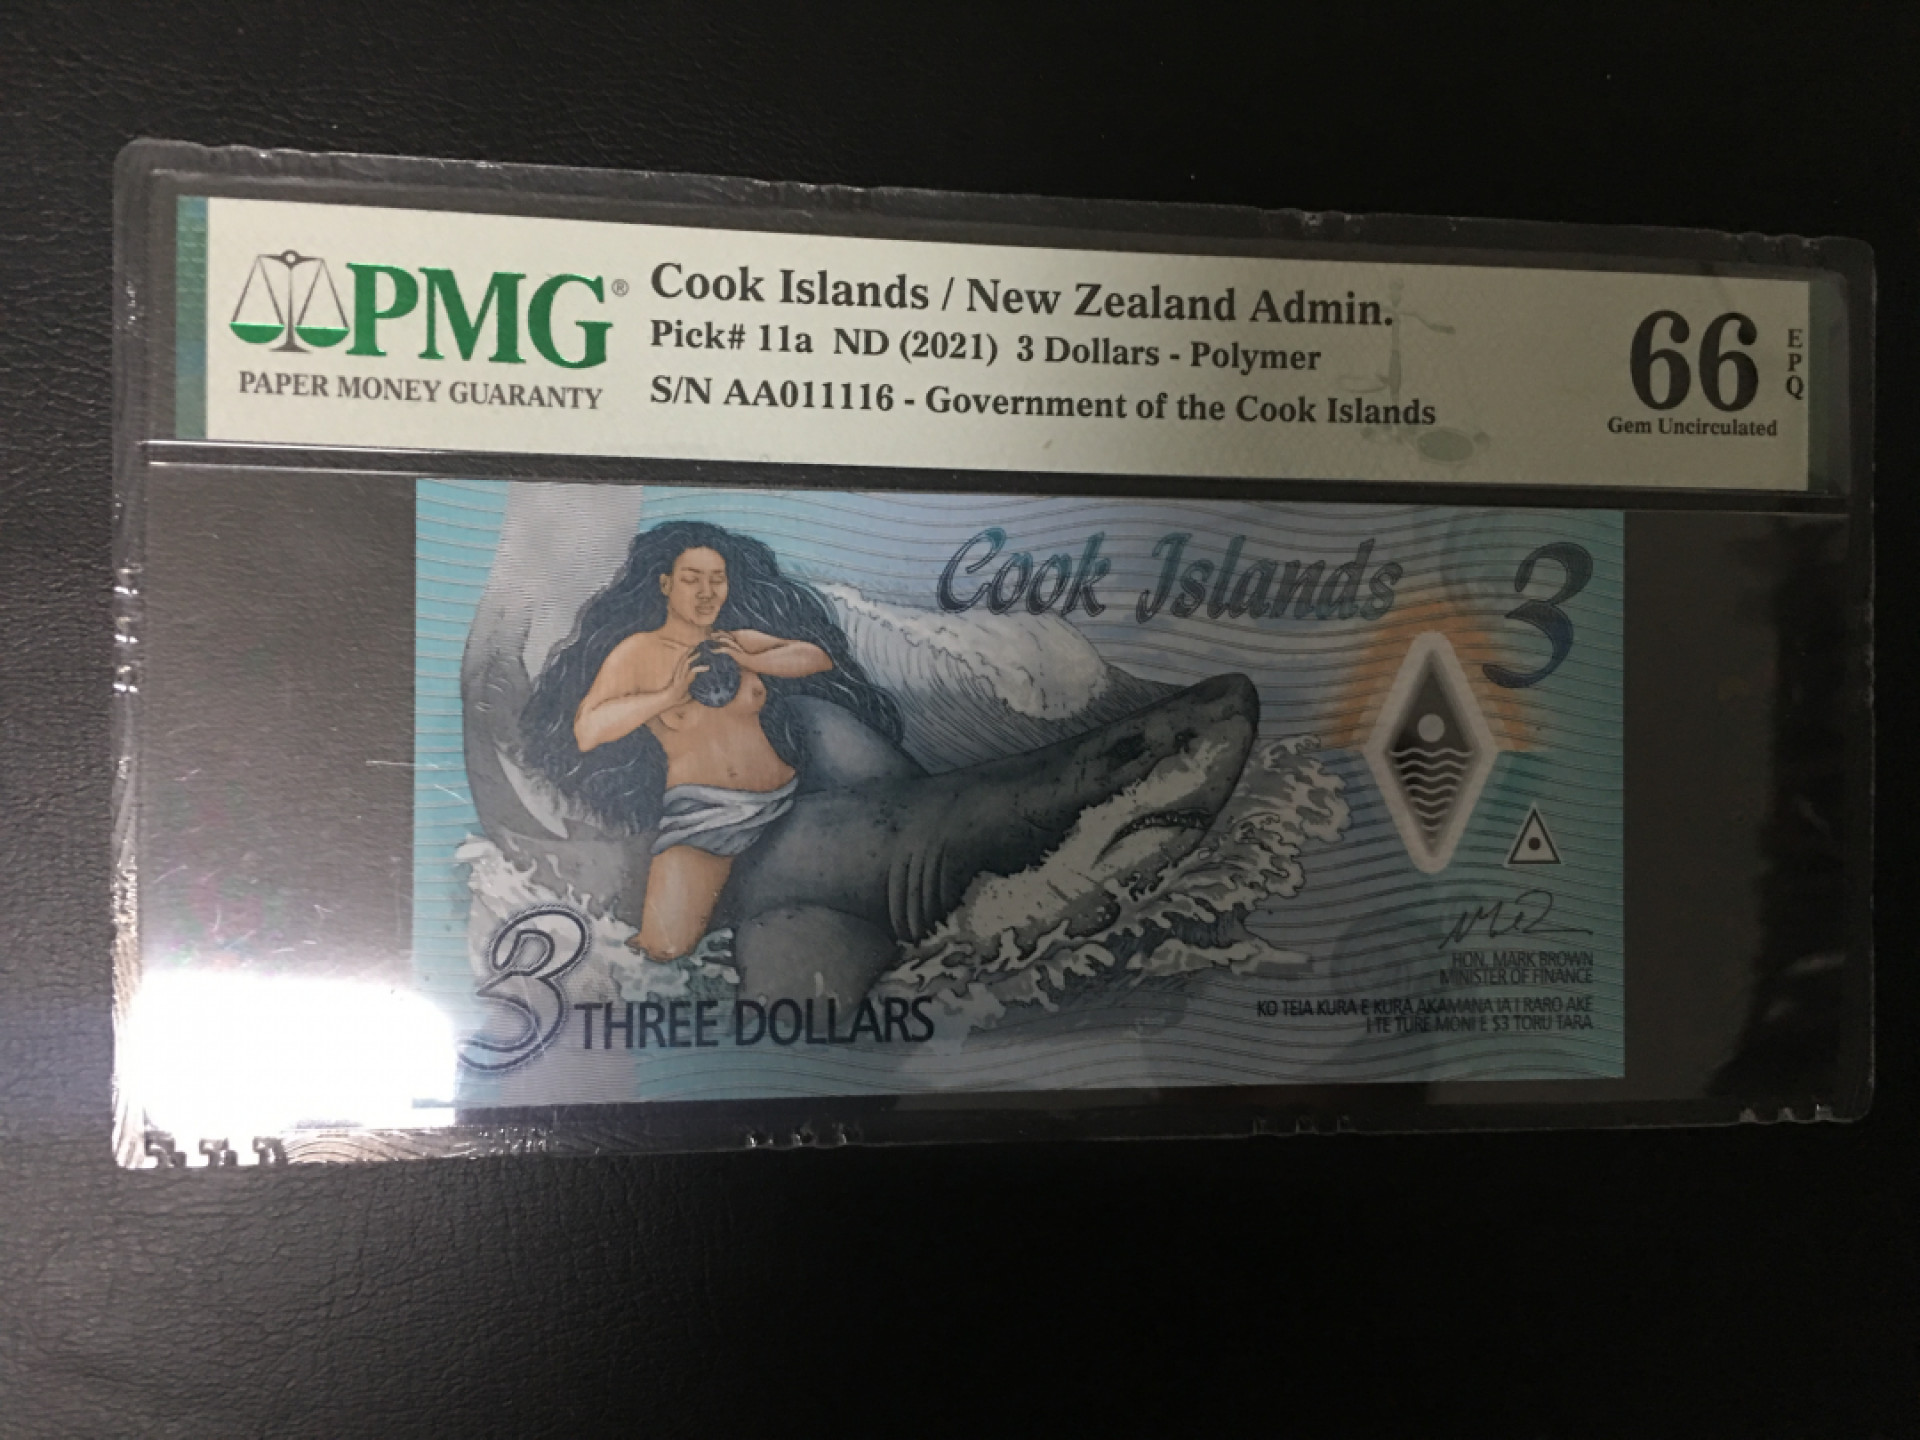 PMG®
PAPER MONEY GUARANTY
Cook Islands / New Zealand Admin.
Pick# 11a ND (2021) 3 Dollars - Polymer
S/N AA011116 - Government of the Cook Islands
66
EPQ
Gem Uncirculated
Cook Islands
3
HON. MARK BROWN
MINISTER OF FINANCE
KO TEIA KURA E KURA AKAMANA IA I RARO AKE
I TE TURE MONI E $3 TORU TARA
3 THREE DOLLARS